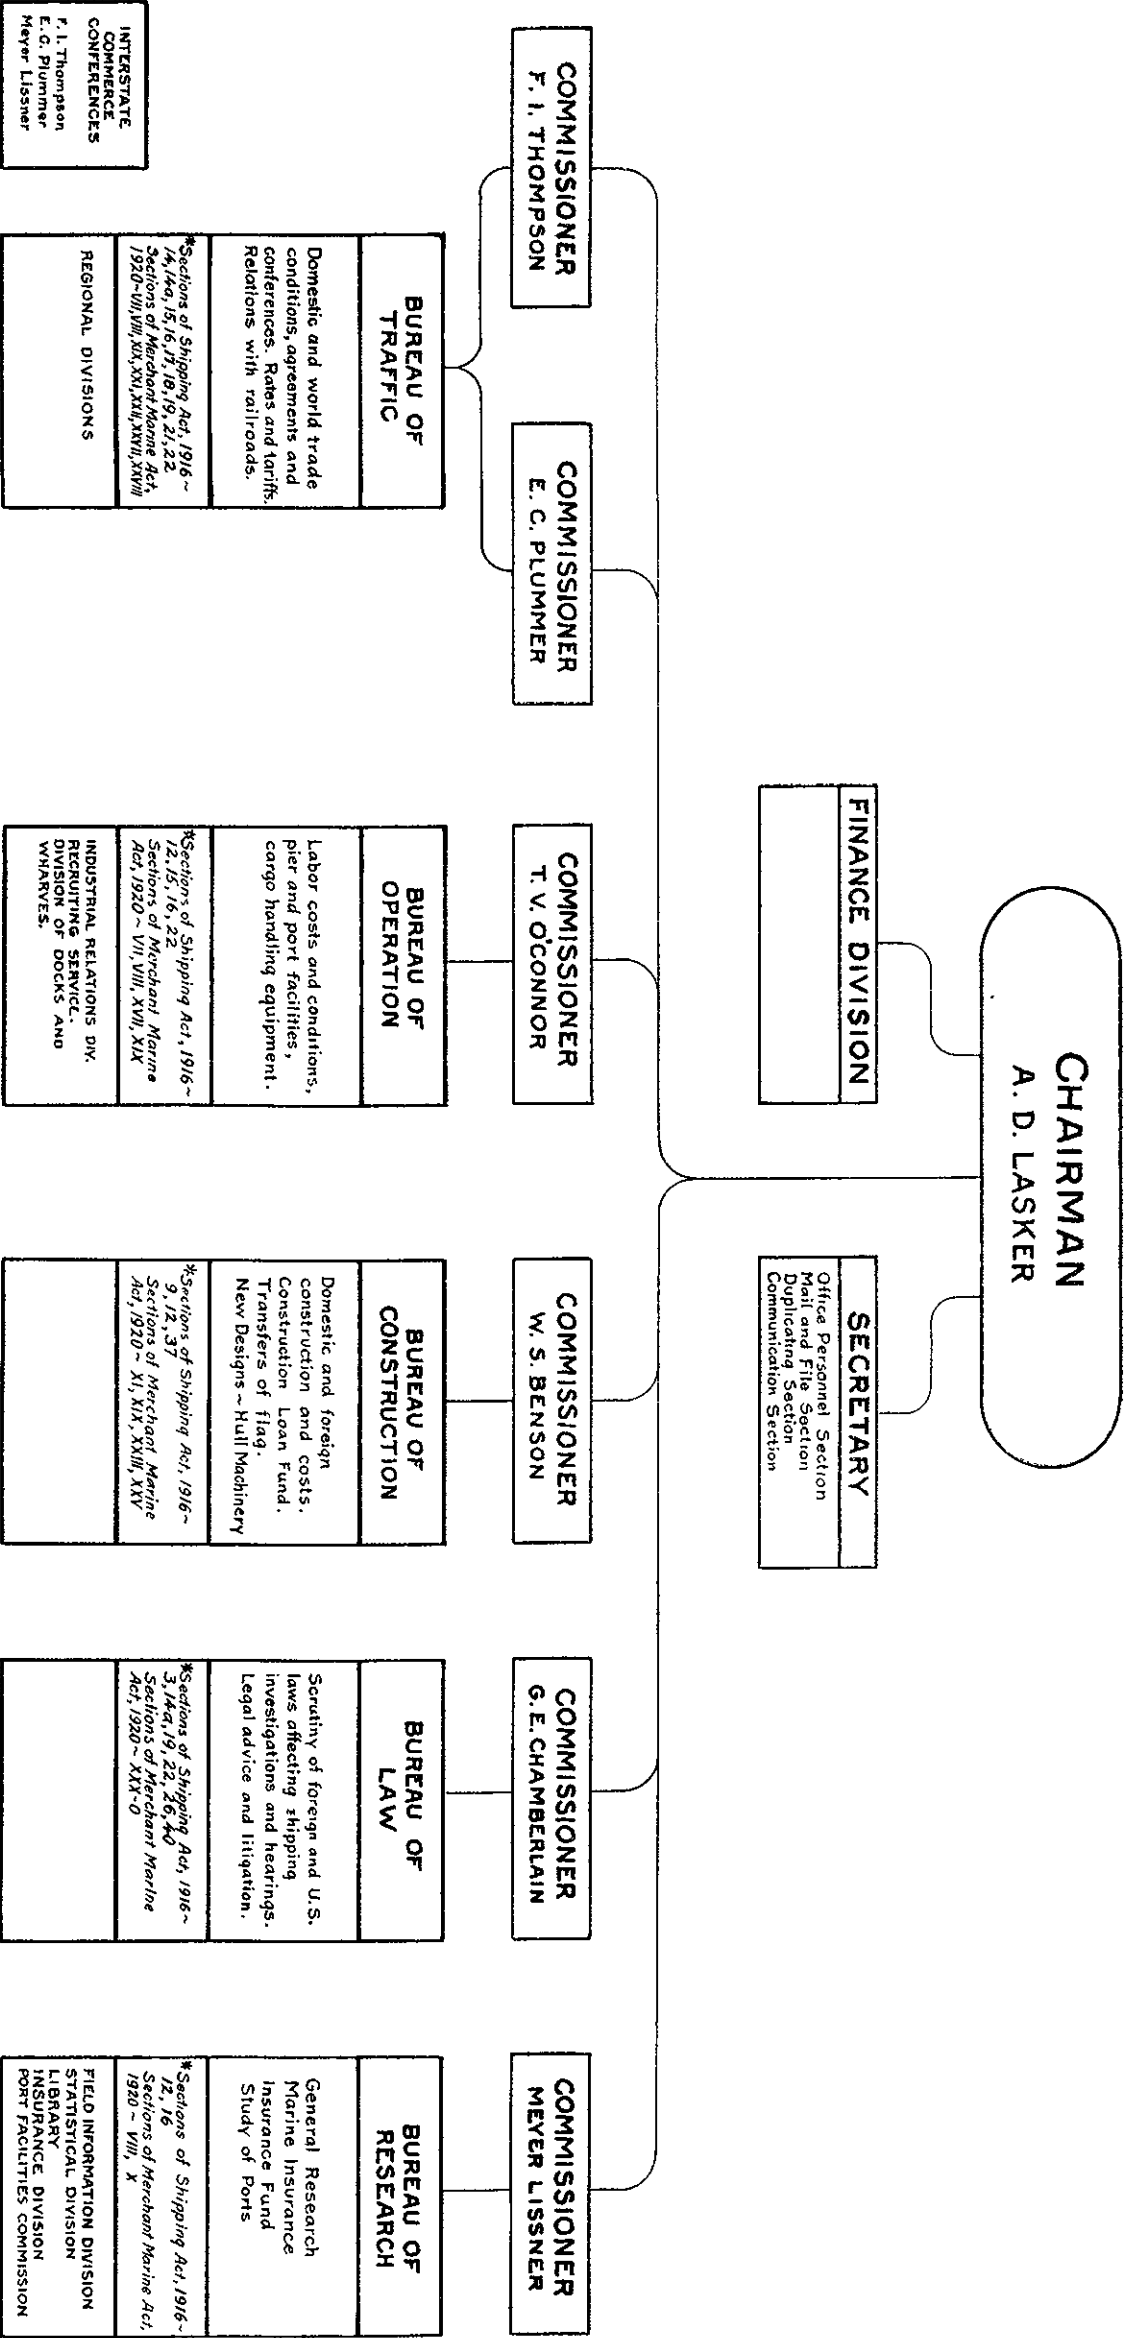 CHAIRMAN
A. D. LASKER
FINANCE DIVISION
SECRETARY
Office Personnel Section
Mail and File Section
Duplicating Section
Communication Section
COMMISSIONER
F. I. THOMPSON
COMMISSIONER
E. C. PLUMMER
COMMISSIONER
T. V. O'CONNOR
COMMISSIONER
W. S. BENSON
COMMISSIONER
G. E. CHAMBERLAIN
COMMISSIONER
MEYER LISSNER
BUREAU OF
TRAFFIC
Domestic and world trade
conditions, agreements and
conferences. Rates and tariffs.
Relations with railroads.
*Sections of Shipping Act, 1916~
14, 14a, 15, 16, 17, 18, 19, 21, 22
Sections of Merchant Marine Act,
1920~VII, VIII, XIX, XXI, XXII, XXVII, XXVIII
REGIONAL DIVISIONS
BUREAU OF
OPERATION
Labor costs and conditions,
pier and port facilities,
cargo handling equipment.
*Sections of Shipping Act, 1916~
12, 15, 16, 22
Sections of Merchant Marine
Act, 1920~ VII, VIII, XVII, XIX
INDUSTRIAL RELATIONS DIV.
RECRUITING SERVICE.
DIVISION OF DOCKS AND
WHARVES.
BUREAU OF
CONSTRUCTION
Domestic and foreign
construction and costs.
Construction Loan Fund.
Transfers of flag.
New Designs ~ Hull Machinery
*Sections of Shipping Act, 1916~
9, 12, 37
Sections of Merchant Marine
Act, 1920~ XI, XIX, XXIII, XXV
BUREAU OF
LAW
Scrutiny of foreign and U.S.
laws affecting shipping
investigations and hearings.
Legal advice and litigation.
*Sections of Shipping Act, 1916~
3, 14a, 19, 22, 26, 40
Sections of Merchant Marine
Act, 1920~ XXX-O
BUREAU OF
RESEARCH
General Research
Marine Insurance
Insurance Fund
Study of Ports
*Sections of Shipping Act, 1916~
12, 16
Sections of Merchant Marine Act,
1920~ VIII, X
FIELD INFORMATION DIVISION
STATISTICAL DIVISION
LIBRARY
INSURANCE DIVISION
PORT FACILITIES COMMISSION
INTERSTATE
COMMERCE
CONFERENCES
F. I. Thompson
E. C. Plummer
Meyer Lissner